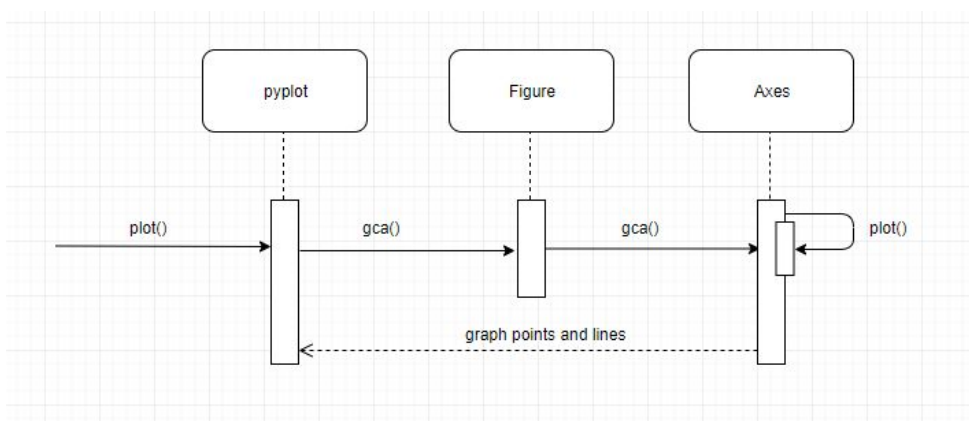 pyplot
Figure
Axes
plot()
gca()
gca()
plot()
graph points and lines